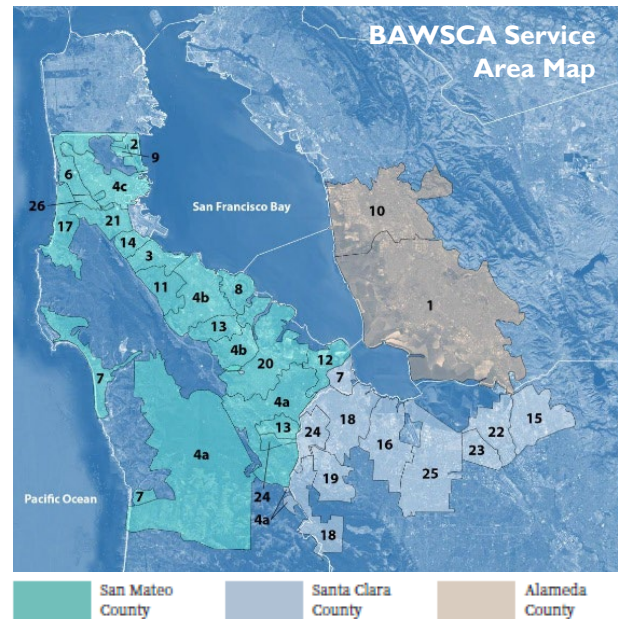 BAWSCA Service
Area Map
2
9
6
4c
26
San Francisco Bay
10
17
21
14
3
11
4b
8
1
13
4b
20
12
7
7
4a
15
13
24
18
22
16
23
4a
25
19
24
7
Pacific Ocean
4a
18
San Mateo
County
Santa Clara
County
Alameda
County